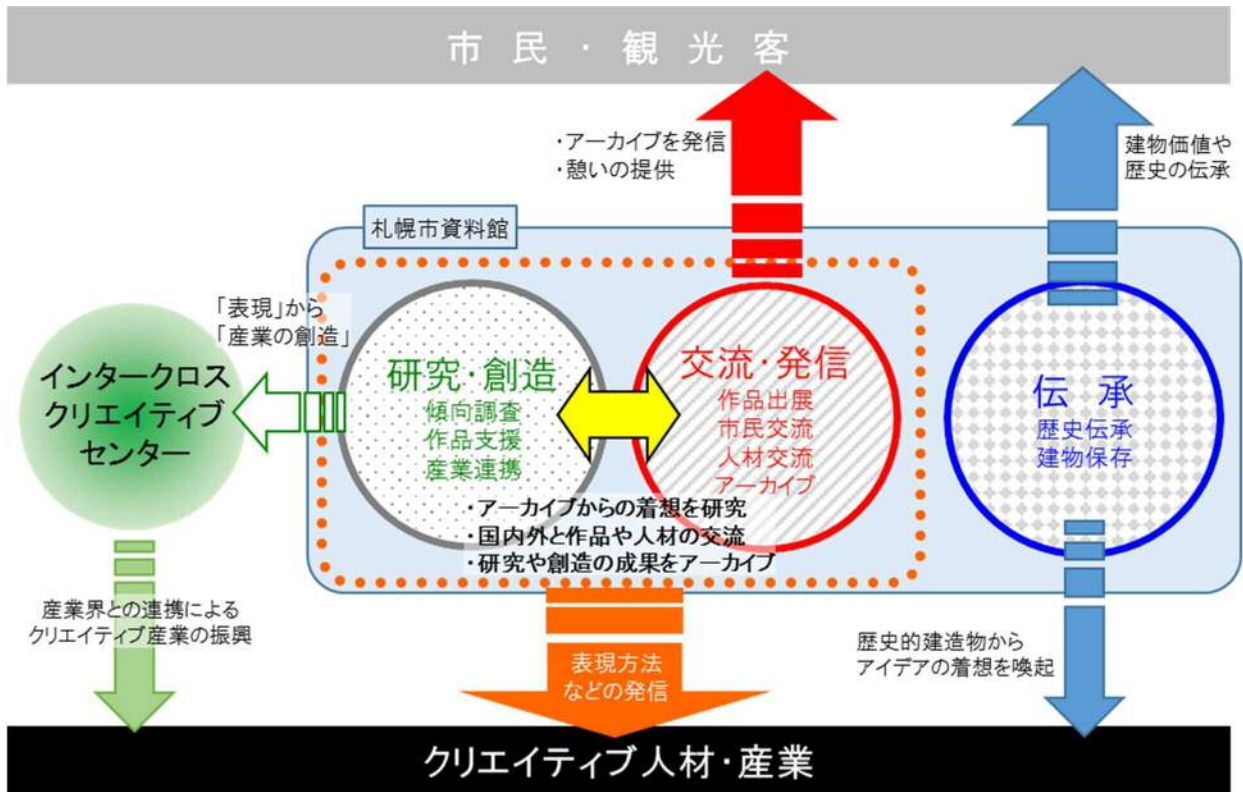 市民・観光客
・アーカイブを発信
・憩いの提供
建物価値や
歴史の伝承
札幌市資料館
「表現」から
「産業の創造」
インタークロス
クリエイティブ
センター
研究・創造
傾向調査
作品支援
産業連携
交流・発信
作品出展
市民交流
人材交流
アーカイブ
伝承
歴史伝承
建物保存
・アーカイブからの着想を研究
・国内外と作品や人材の交流
・研究や創造の成果をアーカイブ
産業界との連携による
クリエイティブ産業の振興
表現方法
などの発信
歴史的建造物から
アイデアの着想を喚起
クリエイティブ人材・産業